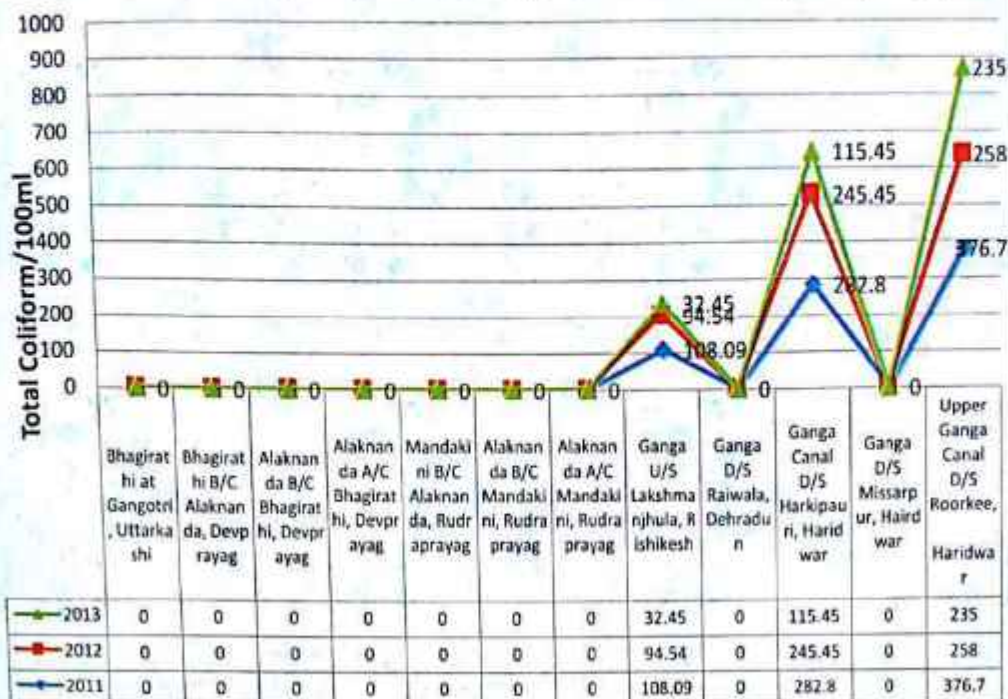 1000
900
800
700
600
500
400
300
200
100
0
Total Coliform/100ml
0 0 0 0 0 0 0 32.45 94.54 108.09 0 115.45 245.45 282.8 0 235 258 376.7
Bhagirat
hi at
Gangotri
, Uttarka
shi
Bhagirat
hi B/C
Alaknan
da, Devp
rayag
Alaknan
da B/C
Bhagirat
hi, Devpr
ayag
Alaknan
da A/C
Bhagirat
hi, Devpr
ayag
Mandaki
ni B/C
Alaknan
da, Rudr
aprayag
Alaknan
da B/C
Mandaki
ni, Rudra
prayag
Alaknan
da A/C
Mandaki
ni, Rudra
prayag
Ganga
U/S
Lakshma
njhula, R
ishikesh
Ganga
D/S
Raiwala,
Dehradu
n
Ganga
Canal
D/S
Harkipau
ri, Harid
war
Ganga
D/S
Missarp
ur, Haird
war
Upper
Ganga
Canal
D/S
Roorkee,
Haridwa
r
2013 0 0 0 0 0 0 0 32.45 0 115.45 0 235
2012 0 0 0 0 0 0 0 94.54 0 245.45 0 258
2011 0 0 0 0 0 0 0 108.09 0 282.8 0 376.7